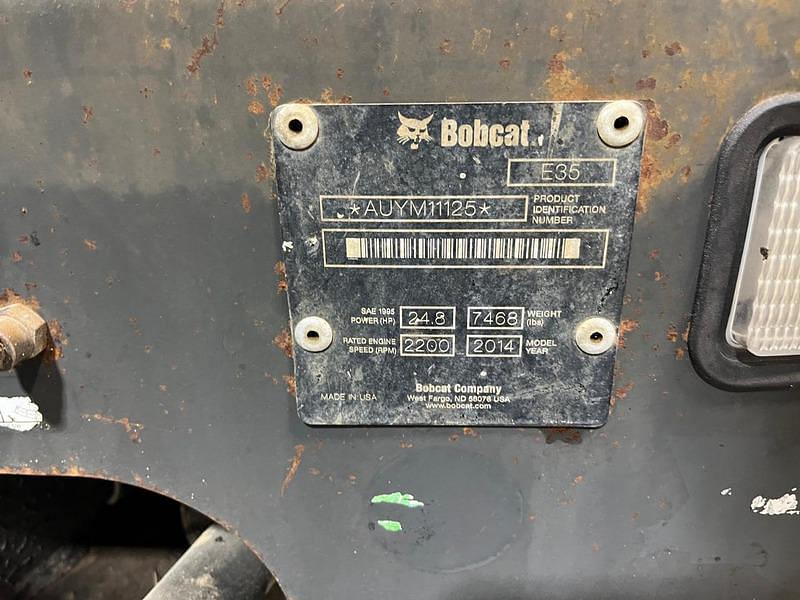 Bobcat
E35
*AUYM11125*
PRODUCT
IDENTIFICATION
NUMBER
SAE 1995
POWER (HP)
24.8
7468
WEIGHT
(lbs)
RATED ENGINE
SPEED (RPM)
2200
2014
MODEL
YEAR
Bobcat Company
MADE IN USA
West Fargo, ND 58078 USA
www.bobcat.com